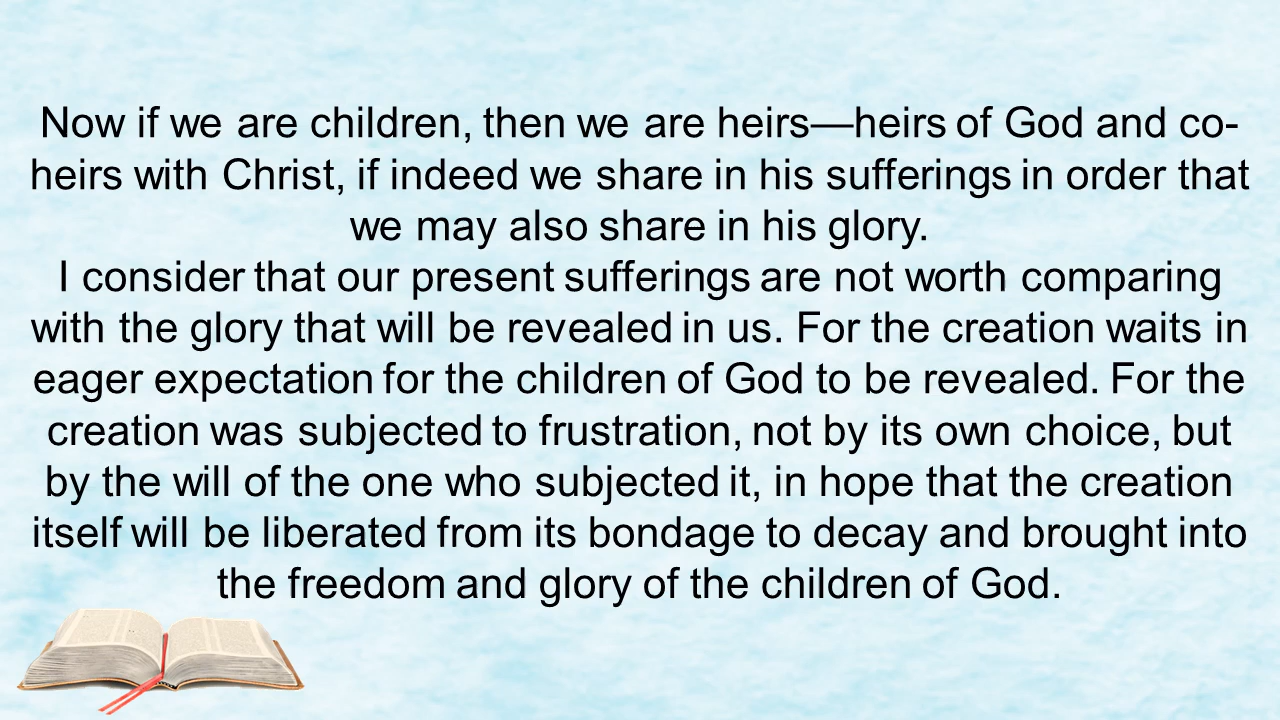 Now if we are children, then we are heirs—heirs of God and co-
heirs with Christ, if indeed we share in his sufferings in order that
we may also share in his glory.
I consider that our present sufferings are not worth comparing
with the glory that will be revealed in us. For the creation waits in
eager expectation for the children of God to be revealed. For the
creation was subjected to frustration, not by its own choice, but
by the will of the one who subjected it, in hope that the creation
itself will be liberated from its bondage to decay and brought into
the freedom and glory of the children of God.